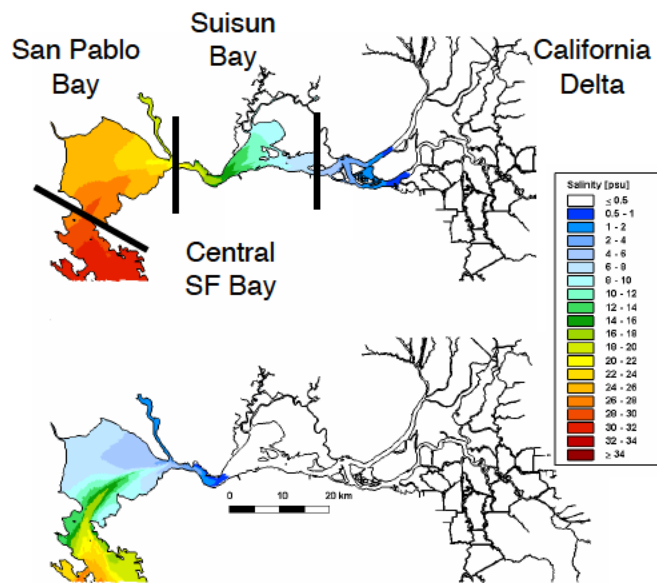 San Pablo
Bay
Suisun
Bay
California
Delta
Central
SF Bay
Salinity [psu]
≤ 0.5
0.5 - 1
1 - 2
2 - 4
4 - 6
6 - 8
8 - 10
10 - 12
12 - 14
14 - 16
16 - 18
18 - 20
20 - 22
22 - 24
24 - 26
26 - 28
28 - 30
30 - 32
32 - 34
≥ 34
0 10 20 km